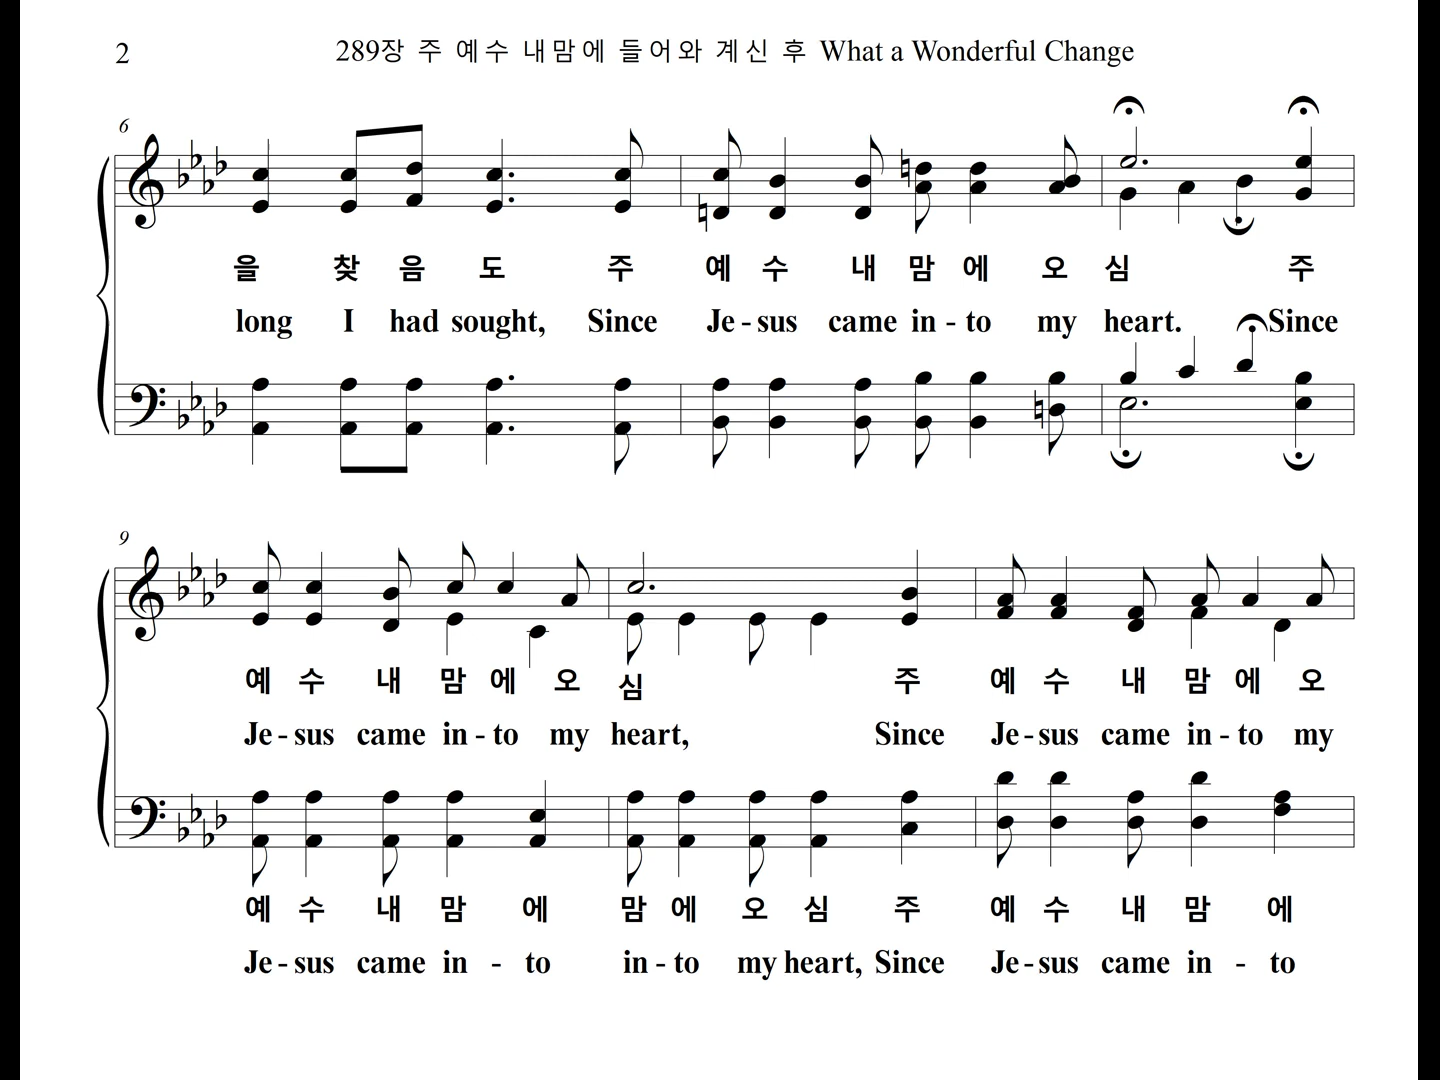 2
289장 주 예수 내맘에 들어와 계신 후 What a Wonderful Change
6
을 찾 음 도 주 예 수 내 맘 에 오 심 주
long I had sought, Since Je - sus came in - to my heart. Since
9
예 수 내 맘 에 오 심 주 예 수 내 맘 에 오
Je - sus came in - to my heart, Since Je - sus came in - to my
예 수 내 맘 에 맘 에 오 심 주 예 수 내 맘 에
Je - sus came in - to in - to my heart, Since Je - sus came in - to